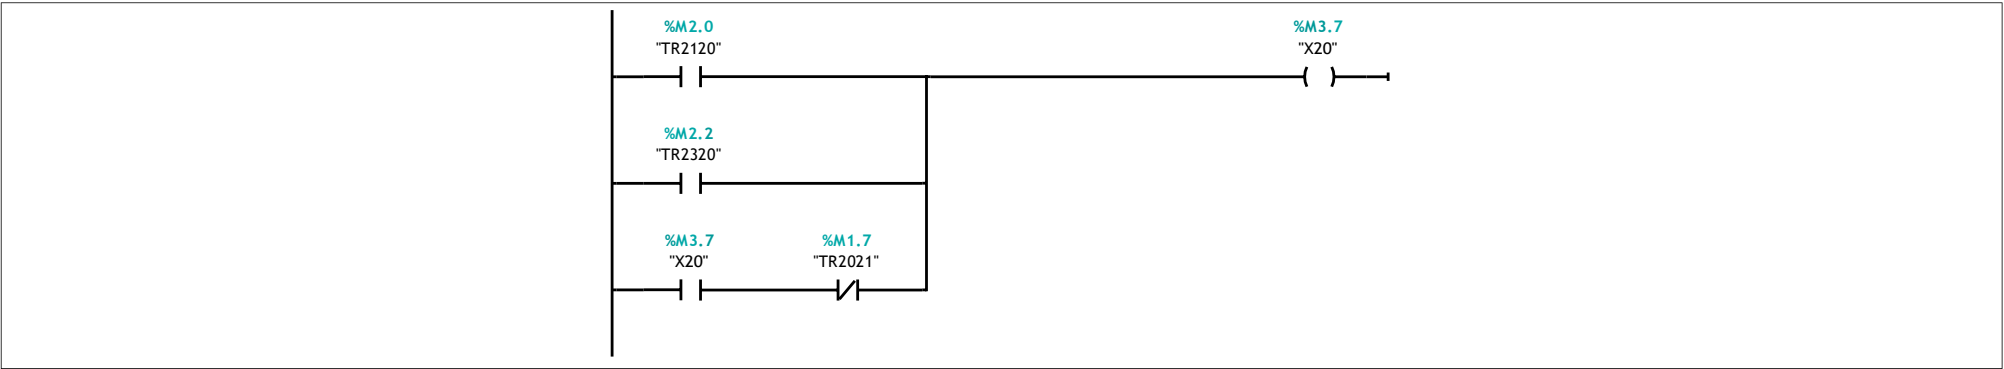 %M2.0
"TR2120"
%M3.7
"X20"
%M2.2
"TR2320"
%M3.7
"X20"
%M1.7
"TR2021"